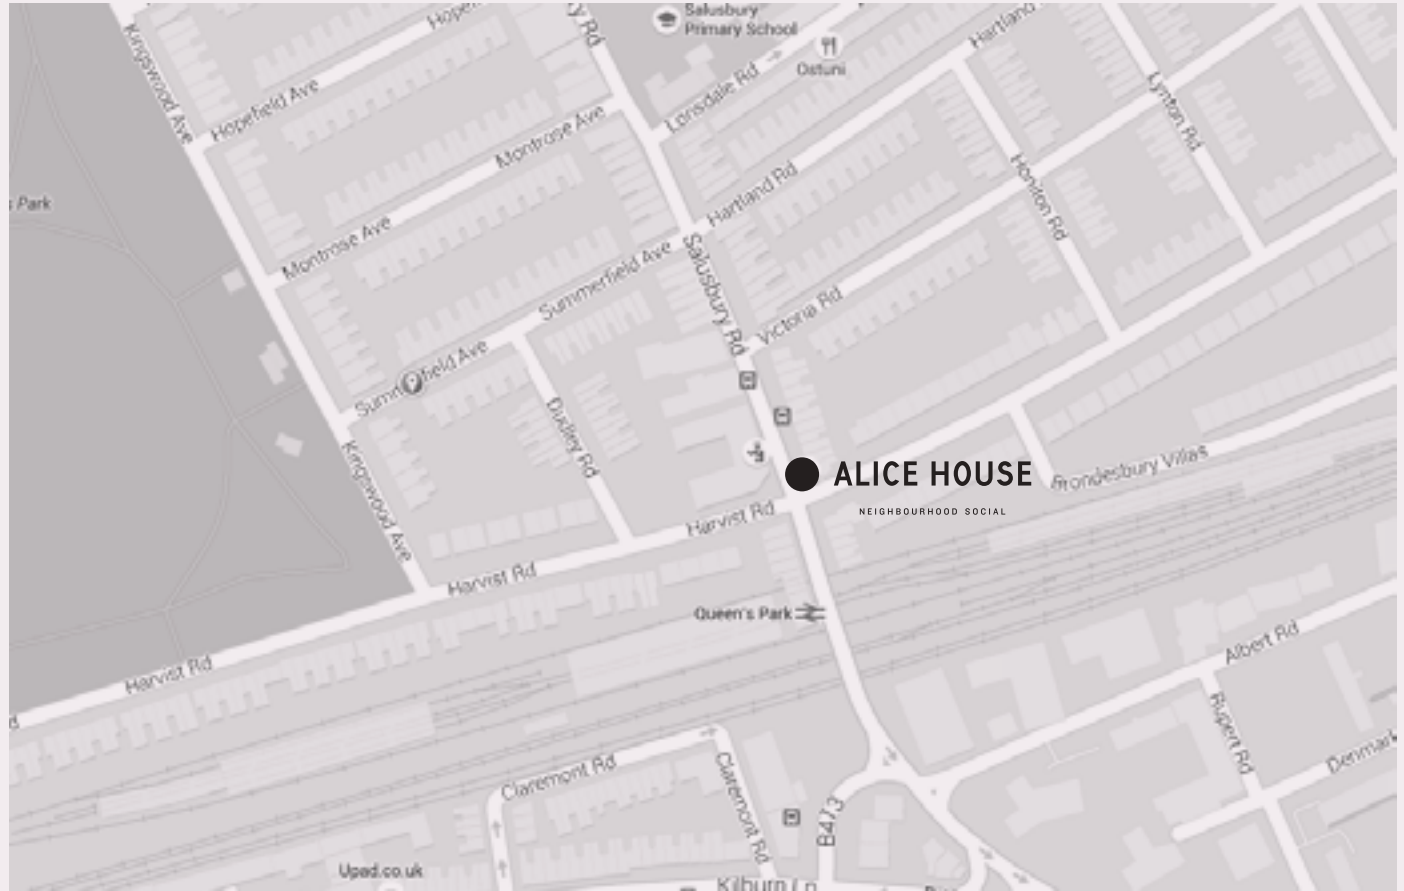 Salusbury
Primary School
Kingswood Ave
Ostuni
Hartland
Hopefield Ave
Lonsdale Rd
Montrose Ave
Lynton Rd
Honiton Rd
Hartland Rd
s Park
Montrose Ave
Summerfield Ave
Salusbury Rd
Victoria Rd
Dudley Rd
Kingswood Ave
Brondesbury Villas
ALICE HOUSE
NEIGHBOURHOOD SOCIAL
Harvist Rd
Harvist Rd
Queen's Park
Albert Rd
Harvist Rd
Rupert Rd
Denmark
Claremont Rd
Claremont Rd
B473
Upad.co.uk
Kilburn Ln